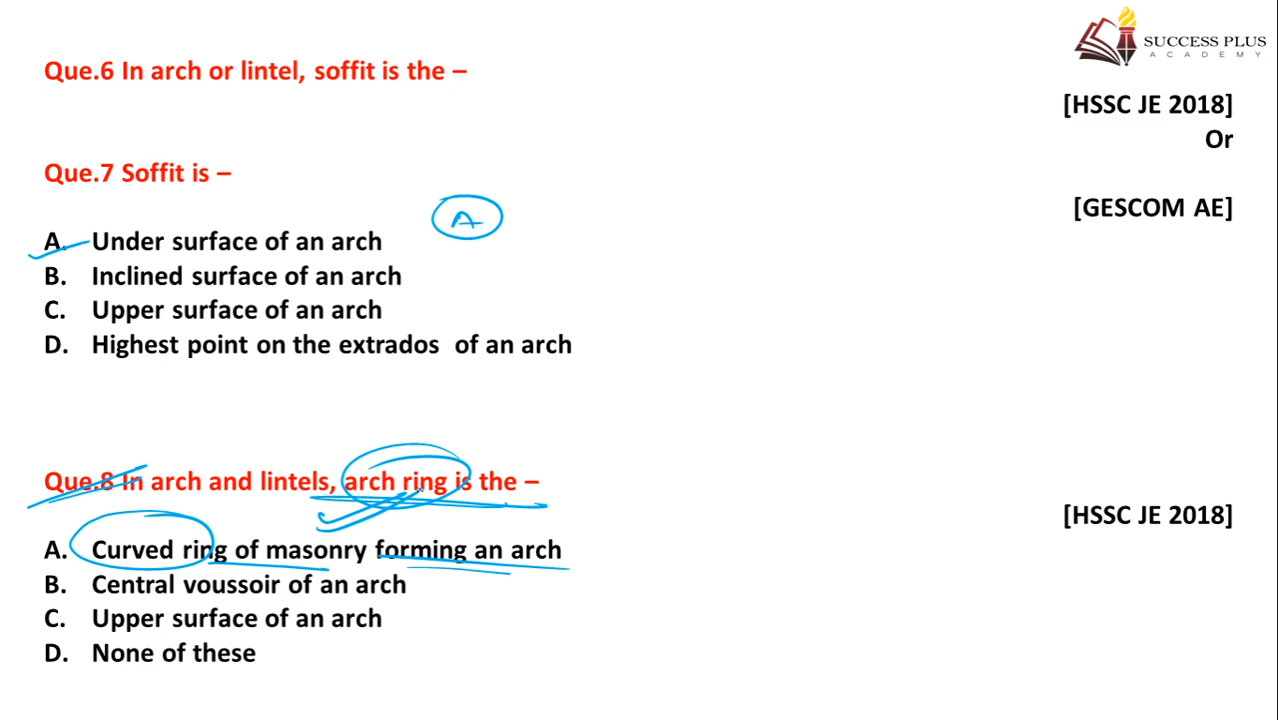 SUCCESS PLUS
ACADEMY
Que.6 In arch or lintel, soffit is the –
[HSSC JE 2018]
Or
Que.7 Soffit is –
[GESCOM AE]
A
A. Under surface of an arch
B. Inclined surface of an arch
C. Upper surface of an arch
D. Highest point on the extrados of an arch
Que.8 In arch and lintels, arch ring is the –
[HSSC JE 2018]
A. Curved ring of masonry forming an arch
B. Central voussoir of an arch
C. Upper surface of an arch
D. None of these